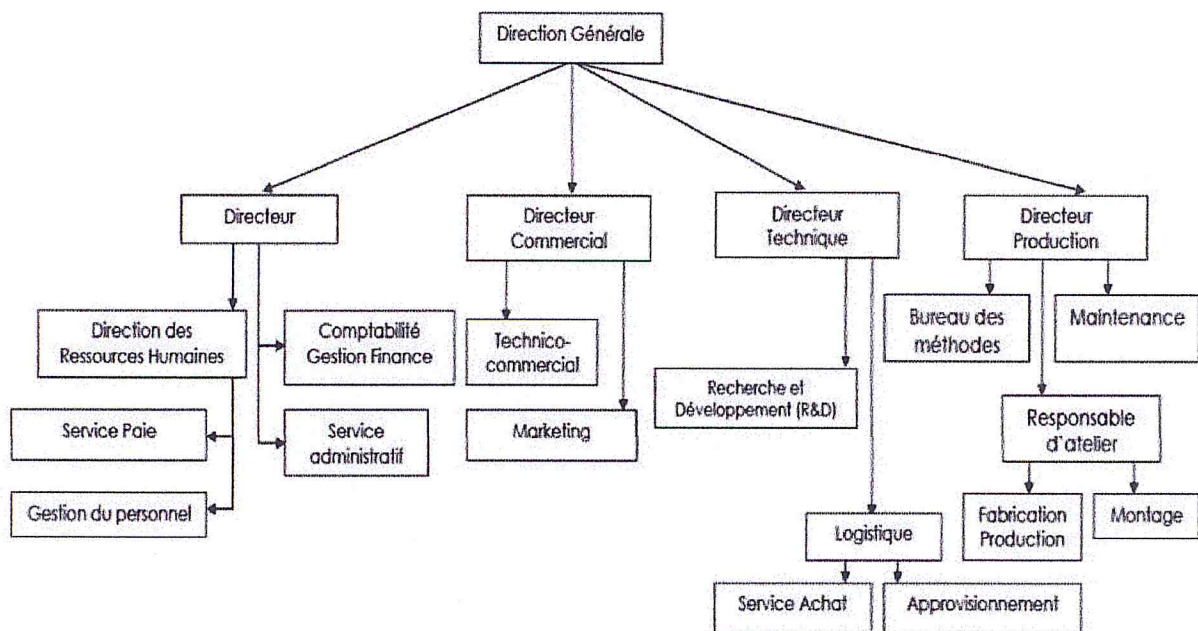 Direction Générale
Directeur
Directeur
Commercial
Directeur
Technique
Directeur
Production
Direction des
Ressources Humaines
Comptabilité
Gestion Finance
Technico-
commercial
Bureau des
méthodes
Maintenance
Recherche et
Développement (R&D)
Service Paie
Service
administratif
Marketing
Responsable
d'atelier
Gestion du personnel
Logistique
Fabrication
Production
Montage
Service Achat
Approvisionnement